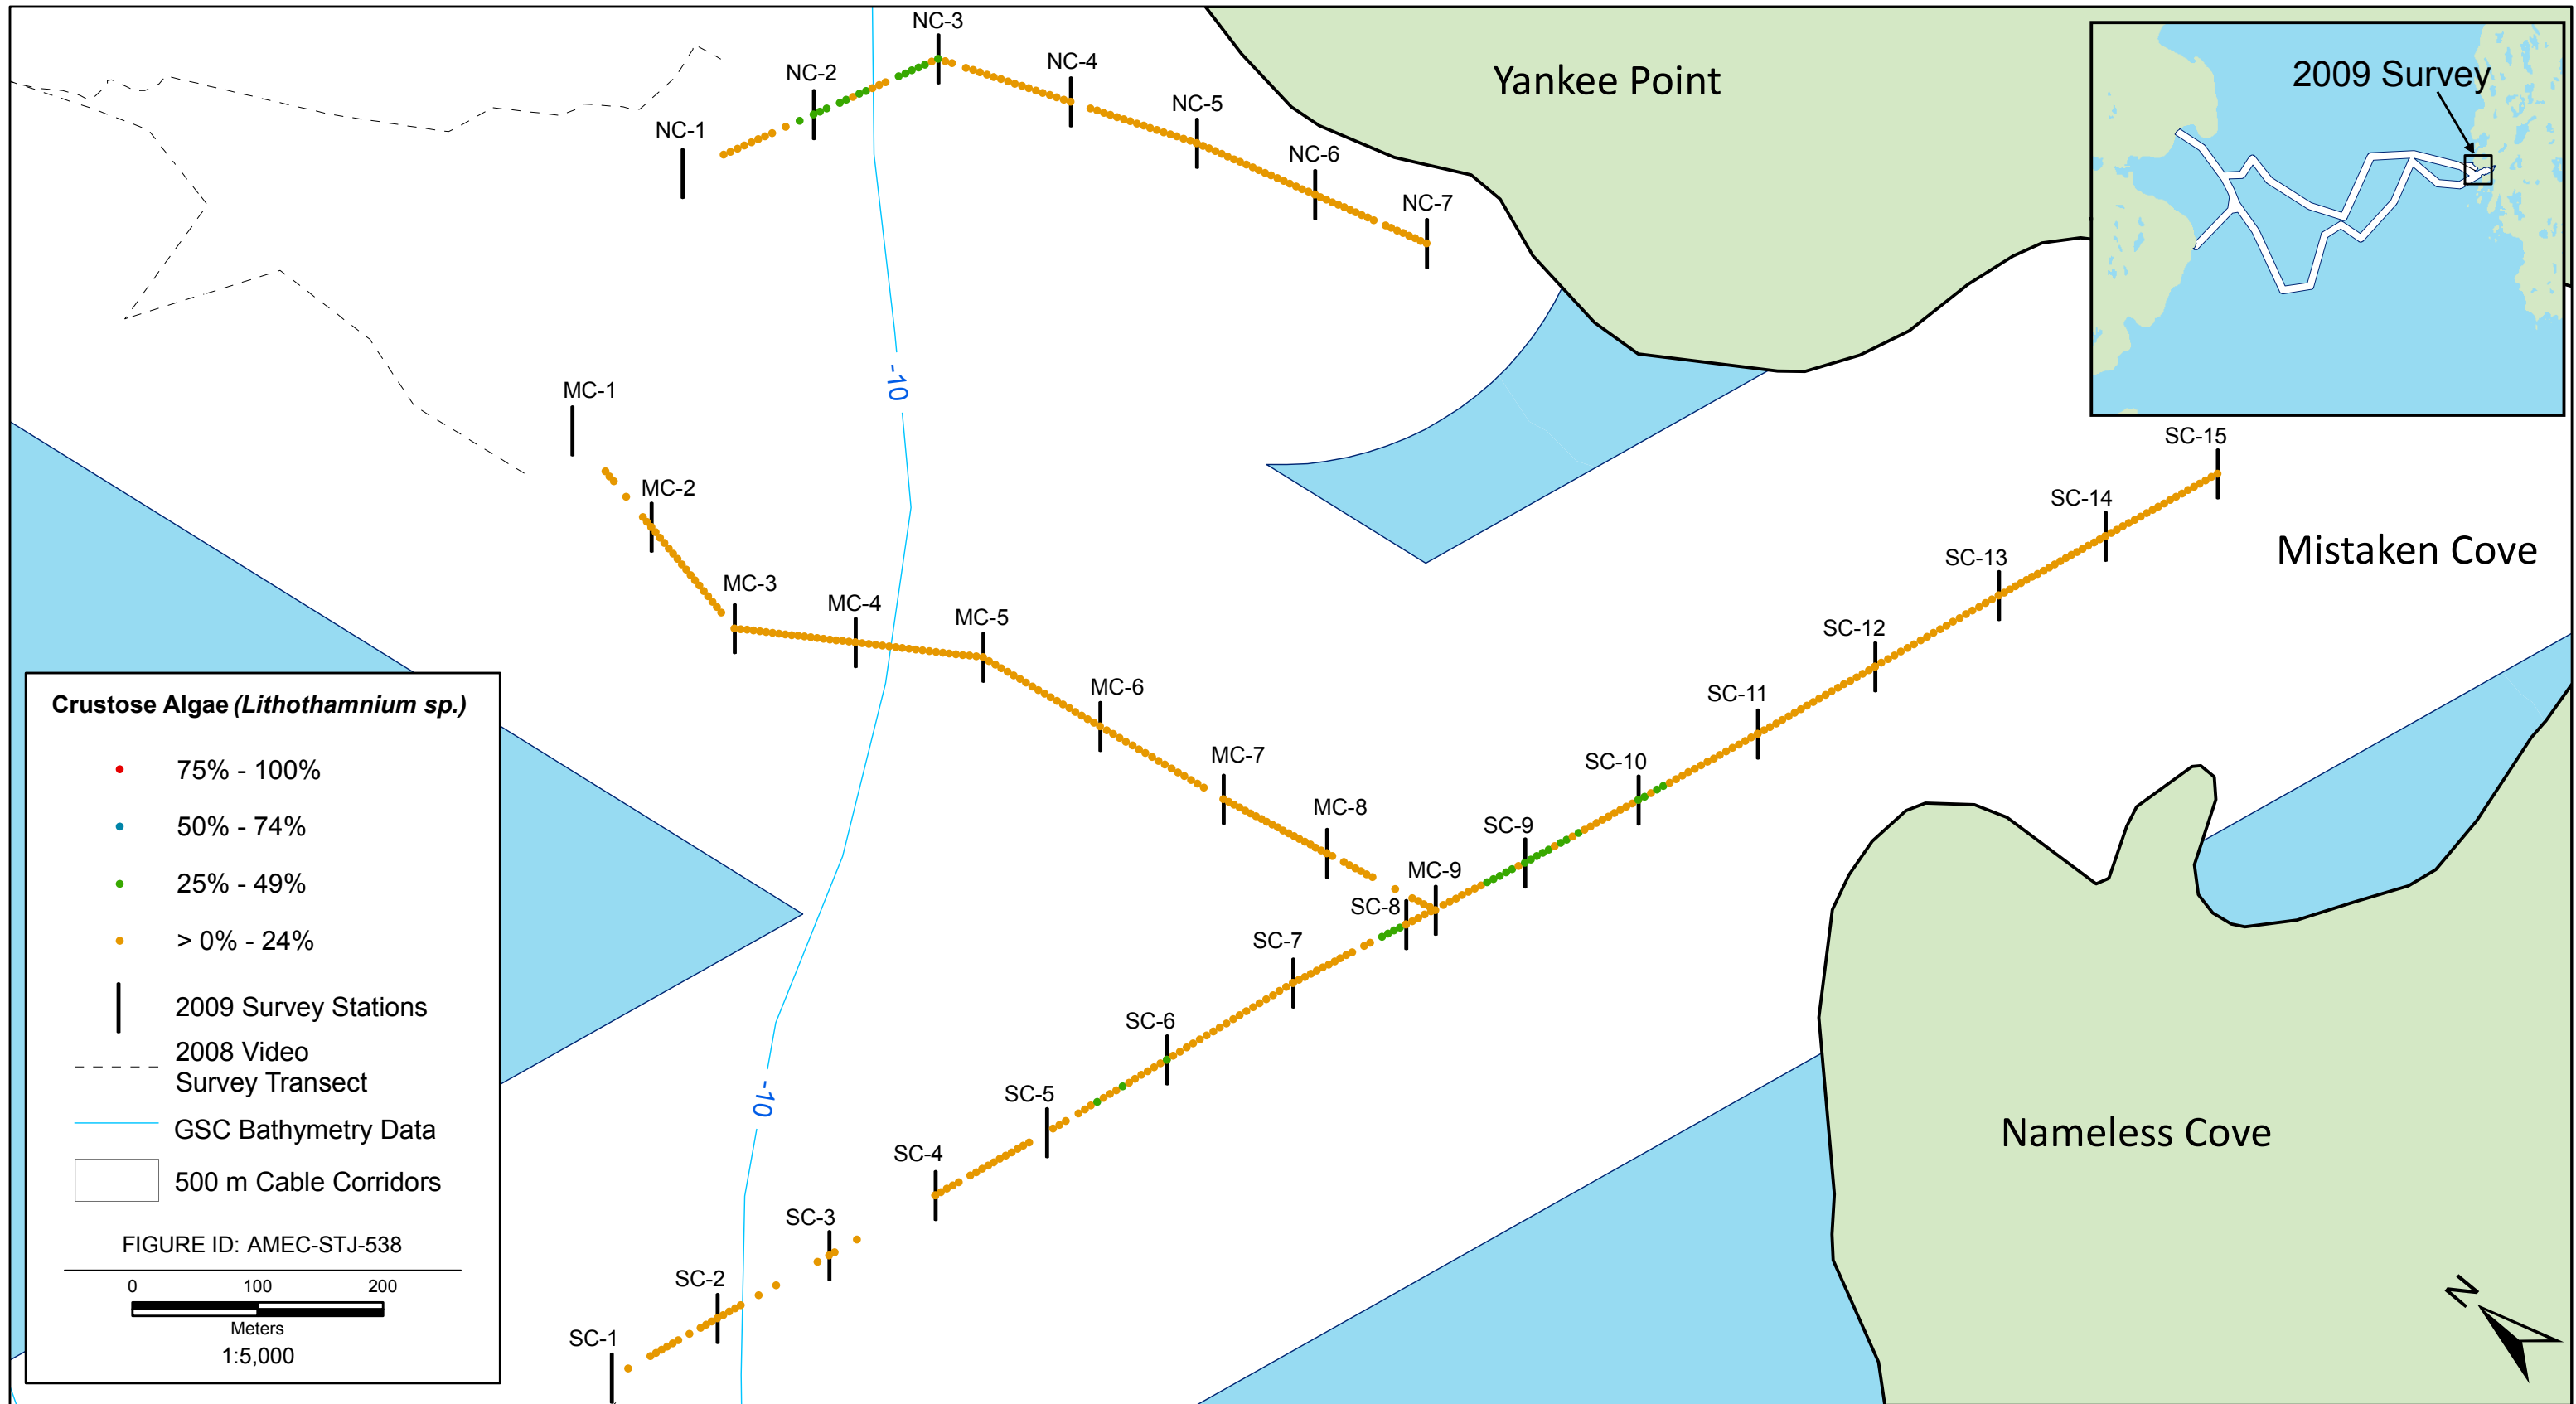 NC-3
NC-4
NC-2
NC-5
NC-1
NC-6
NC-7
Yankee Point
2009 Survey
-10
MC-1
MC-2
MC-3
MC-4
MC-5
MC-6
MC-7
MC-8
MC-9
SC-15
SC-14
SC-13
SC-12
SC-11
SC-10
SC-9
SC-8
SC-7
SC-6
SC-5
SC-4
SC-3
SC-2
SC-1
-10
Mistaken Cove
Nameless Cove
N
Crustose Algae (Lithothamnium sp.)
75% - 100%
50% - 74%
25% - 49%
> 0% - 24%
2009 Survey Stations
2008 Video
Survey Transect
GSC Bathymetry Data
500 m Cable Corridors
FIGURE ID: AMEC-STJ-538
0 100 200
Meters
1:5,000